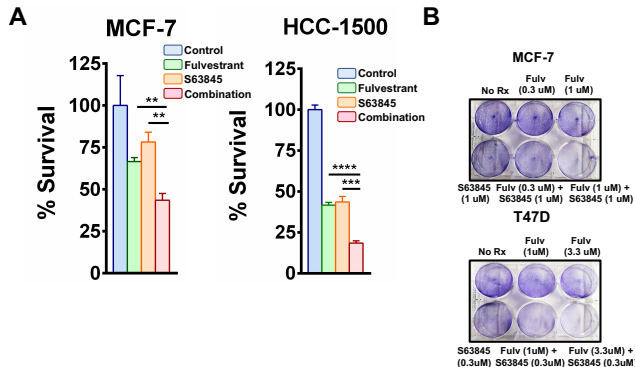 A
MCF-7
% Survival
125
100
75
50
25
0
Control
Fulvestrant
S63845
Combination
**
**
HCC-1500
% Survival
125
100
75
50
25
0
Control
Fulvestrant
S63845
Combination
****
***
B
MCF-7
No Rx Fulv (0.3 uM) Fulv (1 uM)
S63845 (1 uM) Fulv (0.3 uM) + S63845 (1 uM) Fulv (1 uM) + S63845 (1 uM)
T47D
No Rx Fulv (1uM) Fulv (3.3 uM)
S63845 (0.3uM) Fulv (1uM) + S63845 (0.3uM) Fulv (3.3uM) + S63845 (0.3uM)